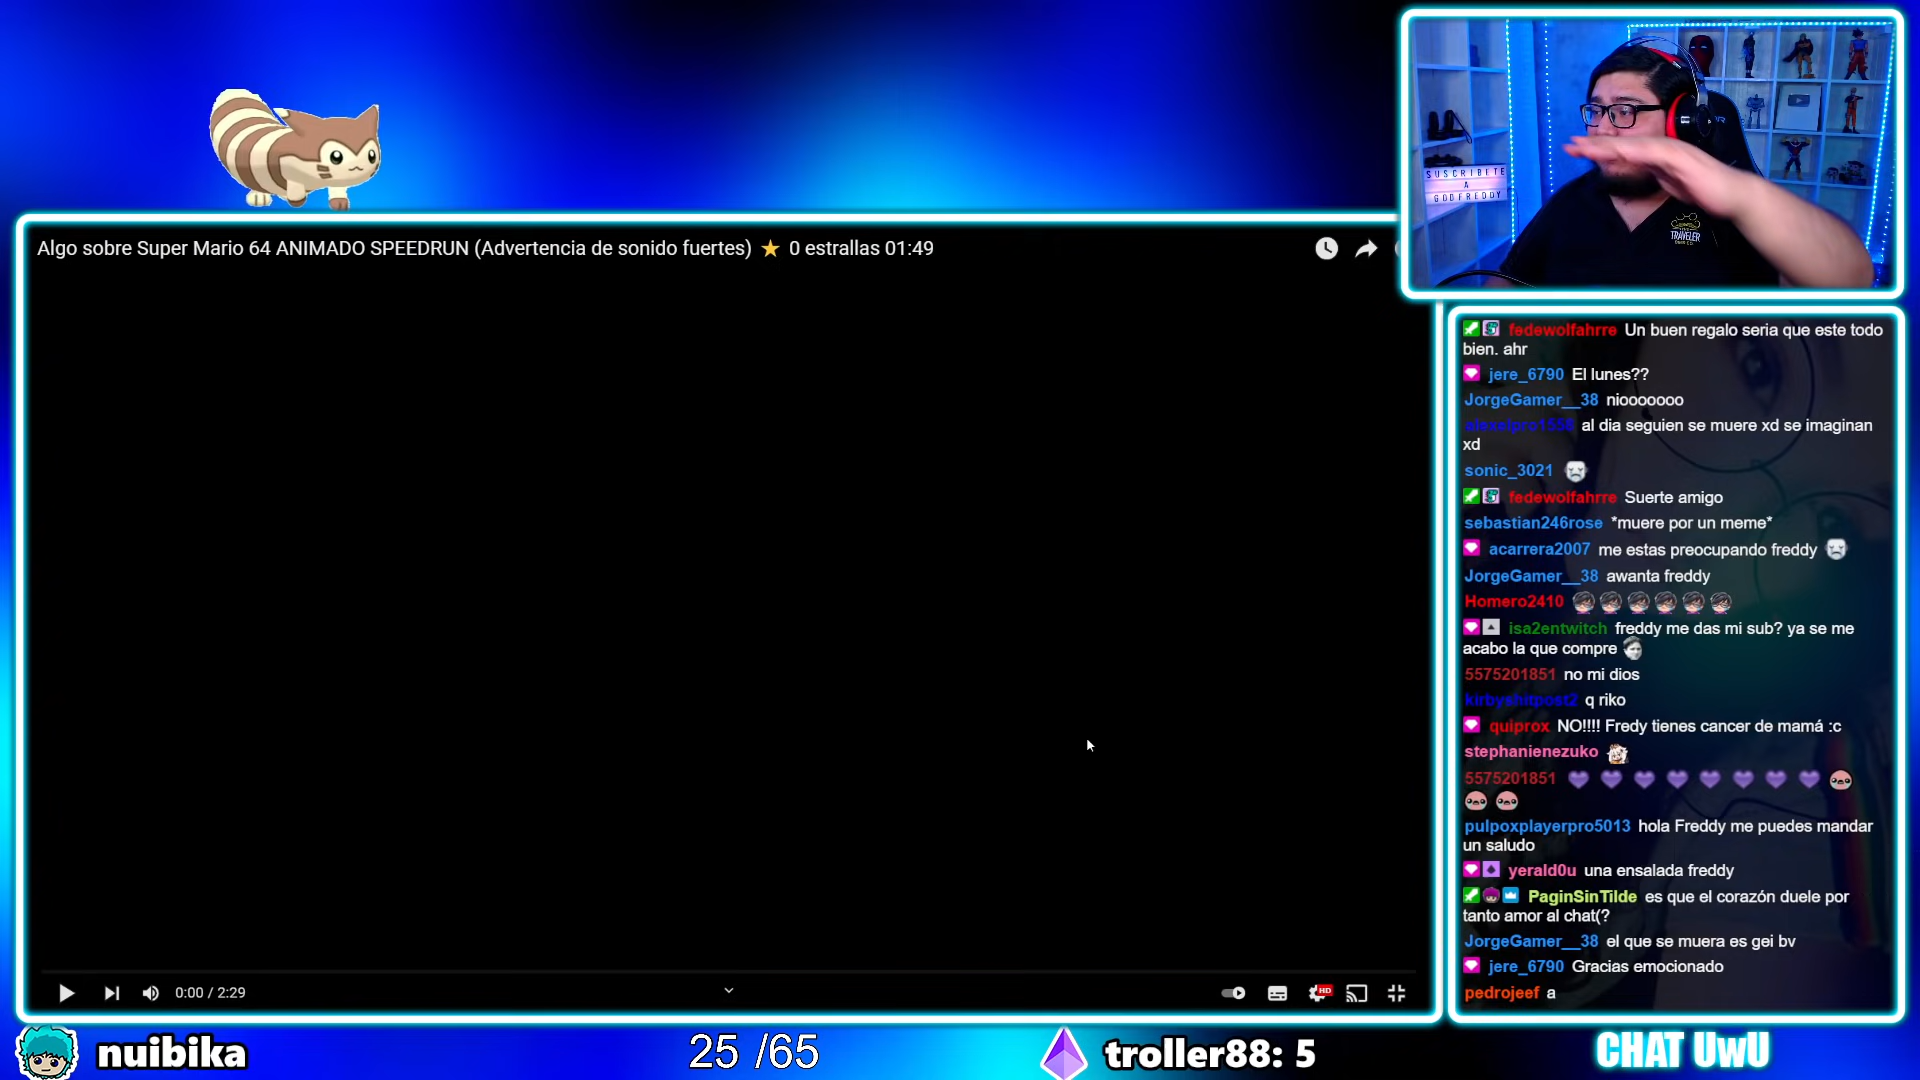 Algo sobre Super Mario 64 ANIMADO SPEEDRUN (Advertencia de sonido fuertes) ⭐ 0 estrallas 01:49
SUSCRIBETE
A
GODFREDDY
TRAVELER
fedewolfahrre Un buen regalo seria que este todo
bien. ahr
jere_6790 El lunes??
JorgeGamer__38 niooooooo
alexelpro1556 al dia seguien se muere xd se imaginan
xd
sonic_3021
fedewolfahrre Suerte amigo
sebastian246rose *muere por un meme*
acarrera2007 me estas preocupando freddy
JorgeGamer__38 awanta freddy
Homero2410
isa2entwitch freddy me das mi sub? ya se me
acabo la que compre
5575201851 no mi dios
kirbyshitpost2 q riko
quiprox NO!!!! Fredy tienes cancer de mamá :c
stephanienezuko
5575201851
pulpoxplayerpro5013 hola Freddy me puedes mandar
un saludo
yerald0u una ensalada freddy
PaginSinTilde es que el corazón duele por
tanto amor al chat(?
JorgeGamer__38 el que se muera es gei bv
jere_6790 Gracias emocionado
pedrojeef a
0:00 / 2:29
HD
nuibika
25 /65
troller88: 5
CHAT UwU